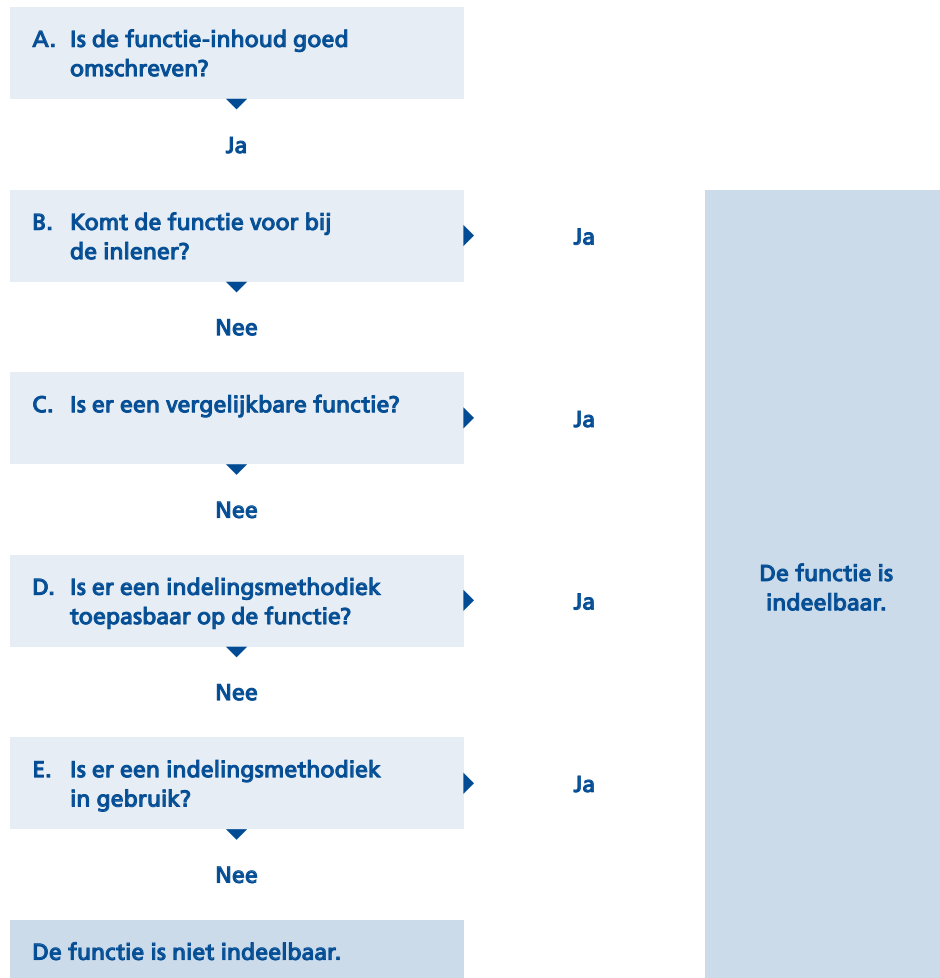 A. Is de functie-inhoud goed
omschreven?
Ja
B. Komt de functie voor bij
de inlener?
Ja
Nee
C. Is er een vergelijkbare functie?
Ja
Nee
D. Is er een indelingsmethodiek
toepasbaar op de functie?
Ja
Nee
E. Is er een indelingsmethodiek
in gebruik?
Ja
Nee
De functie is niet indeelbaar.
De functie is
indeelbaar.